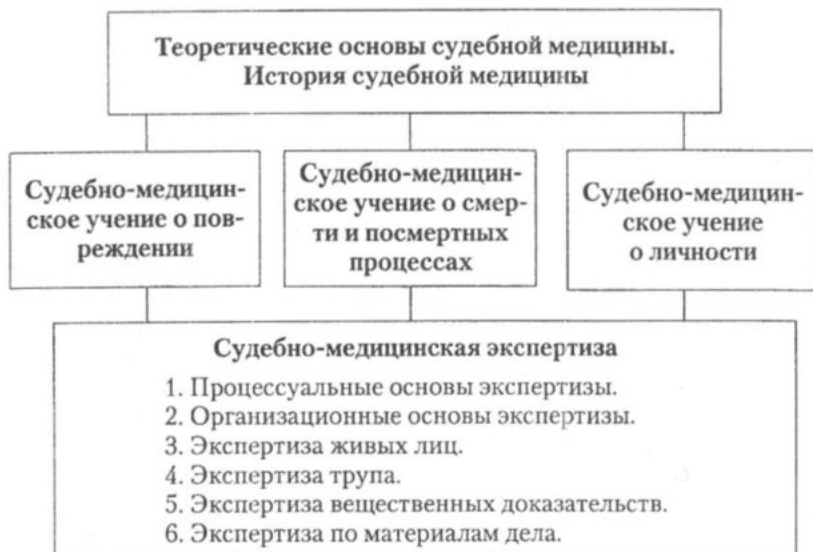 Теоретические основы судебной медицины.
История судебной медицины
Судебно-медицин-
ское учение о пов-
реждении
Судебно-медицин-
ское учение о смер-
ти и посмертных
процессах
Судебно-медицин-
ское учение
о личности
Судебно-медицинская экспертиза
1. Процессуальные основы экспертизы.
2. Организационные основы экспертизы.
3. Экспертиза живых лиц.
4. Экспертиза трупа.
5. Экспертиза вещественных доказательств.
6. Экспертиза по материалам дела.